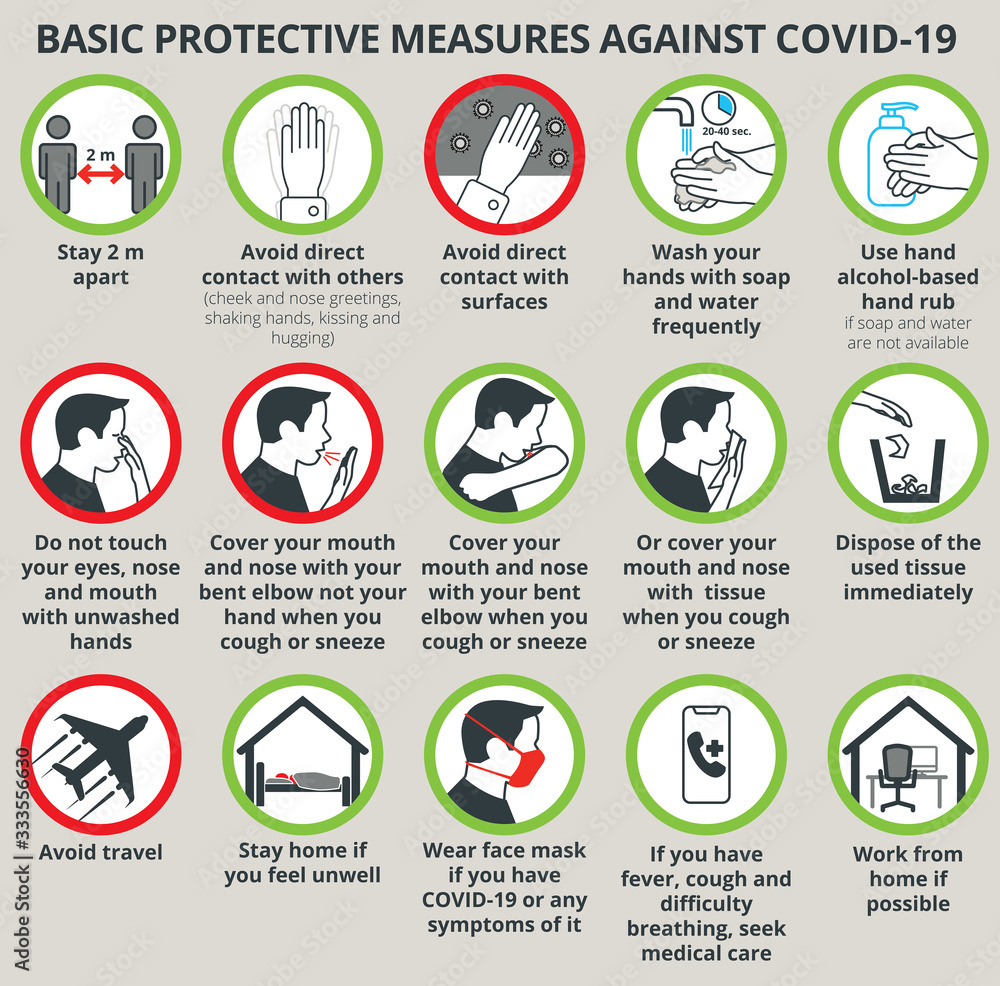 BASIC PROTECTIVE MEASURES AGAINST COVID-19
2 m
Stay 2 m
apart
Avoid direct
contact with others
(cheek and nose greetings,
shaking hands, kissing and
hugging)
Avoid direct
contact with
surfaces
20-40 sec.
Wash your
hands with soap
and water
frequently
Use hand
alcohol-based
hand rub
if soap and water
are not available
Do not touch
your eyes, nose
and mouth
with unwashed
hands
Cover your mouth
and nose with your
bent elbow not your
hand when you
cough or sneeze
Cover your
mouth and nose
with your bent
elbow when you
cough or sneeze
Or cover your
mouth and nose
with tissue
when you cough
or sneeze
Dispose of the
used tissue
immediately
Avoid travel
Stay home if
you feel unwell
Wear face mask
if you have
COVID-19 or any
symptoms of it
If you have
fever, cough and
difficulty
breathing, seek
medical care
Work from
home if
possible
Adobe Stock | #333556630